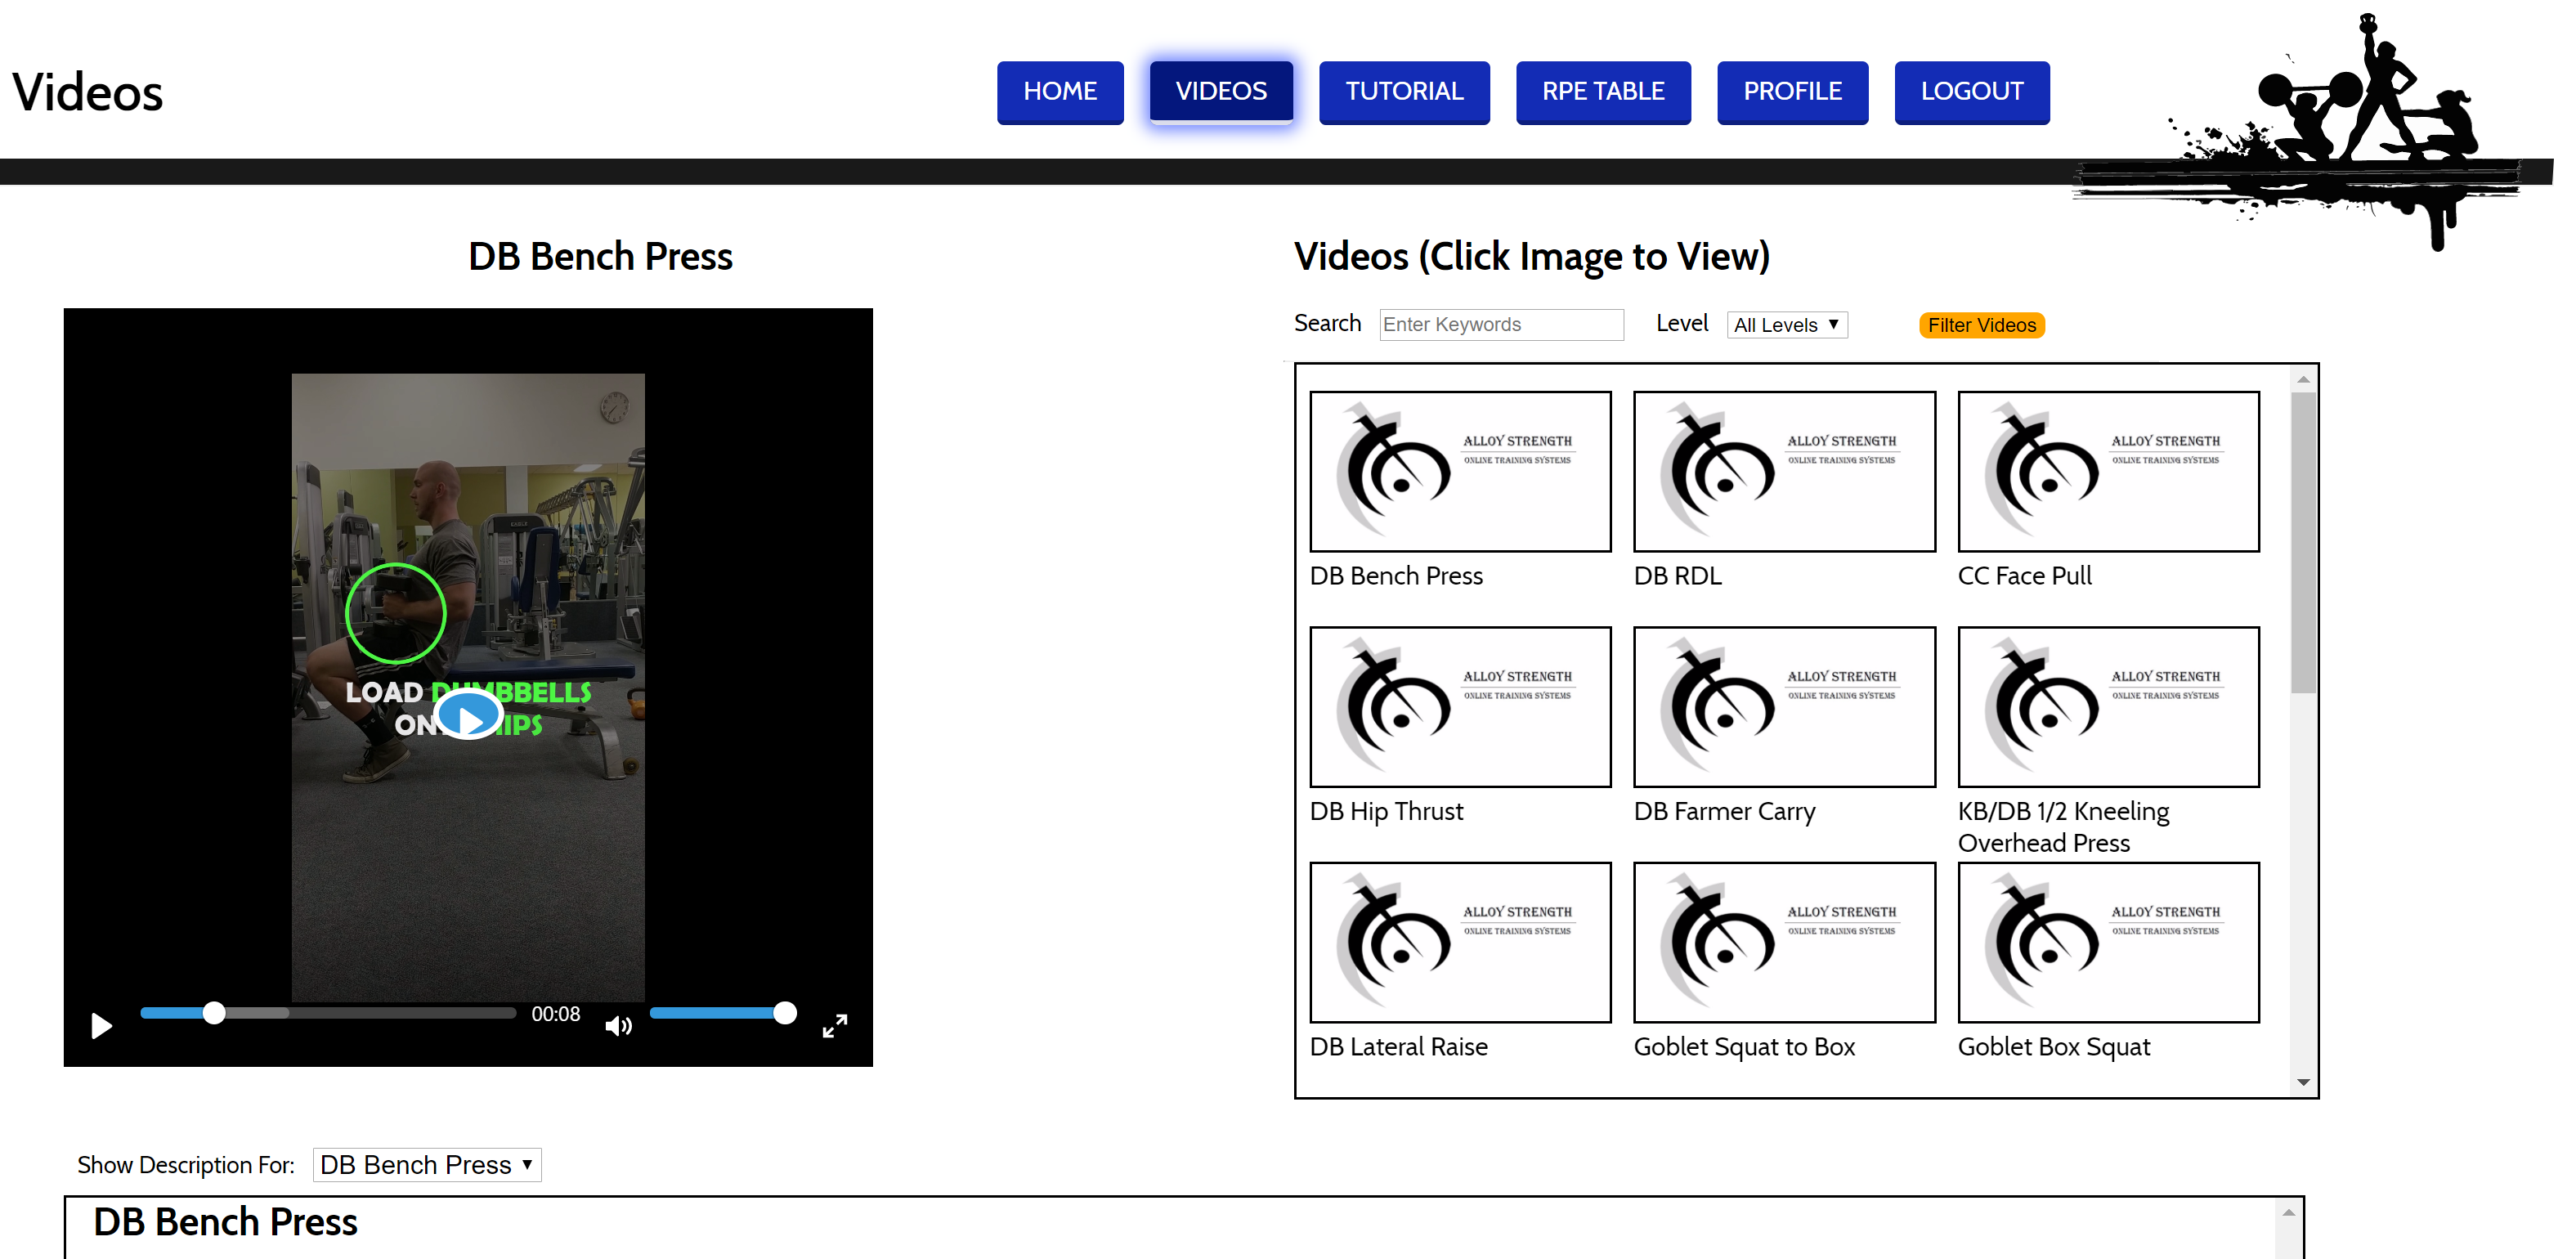 Videos
HOME
VIDEOS
TUTORIAL
RPE TABLE
PROFILE
LOGOUT
DB Bench Press
LOAD DUMBBELLS
ON HIPS
00:08
Videos (Click Image to View)
Search
Enter Keywords
Level
All Levels
Filter Videos
ALLOY STRENGTH
ONLINE TRAINING SYSTEMS
DB Bench Press
ALLOY STRENGTH
ONLINE TRAINING SYSTEMS
DB RDL
ALLOY STRENGTH
ONLINE TRAINING SYSTEMS
CC Face Pull
ALLOY STRENGTH
ONLINE TRAINING SYSTEMS
DB Hip Thrust
ALLOY STRENGTH
ONLINE TRAINING SYSTEMS
DB Farmer Carry
ALLOY STRENGTH
ONLINE TRAINING SYSTEMS
KB/DB 1/2 Kneeling
Overhead Press
ALLOY STRENGTH
ONLINE TRAINING SYSTEMS
DB Lateral Raise
ALLOY STRENGTH
ONLINE TRAINING SYSTEMS
Goblet Squat to Box
ALLOY STRENGTH
ONLINE TRAINING SYSTEMS
Goblet Box Squat
Show Description For:
DB Bench Press
DB Bench Press